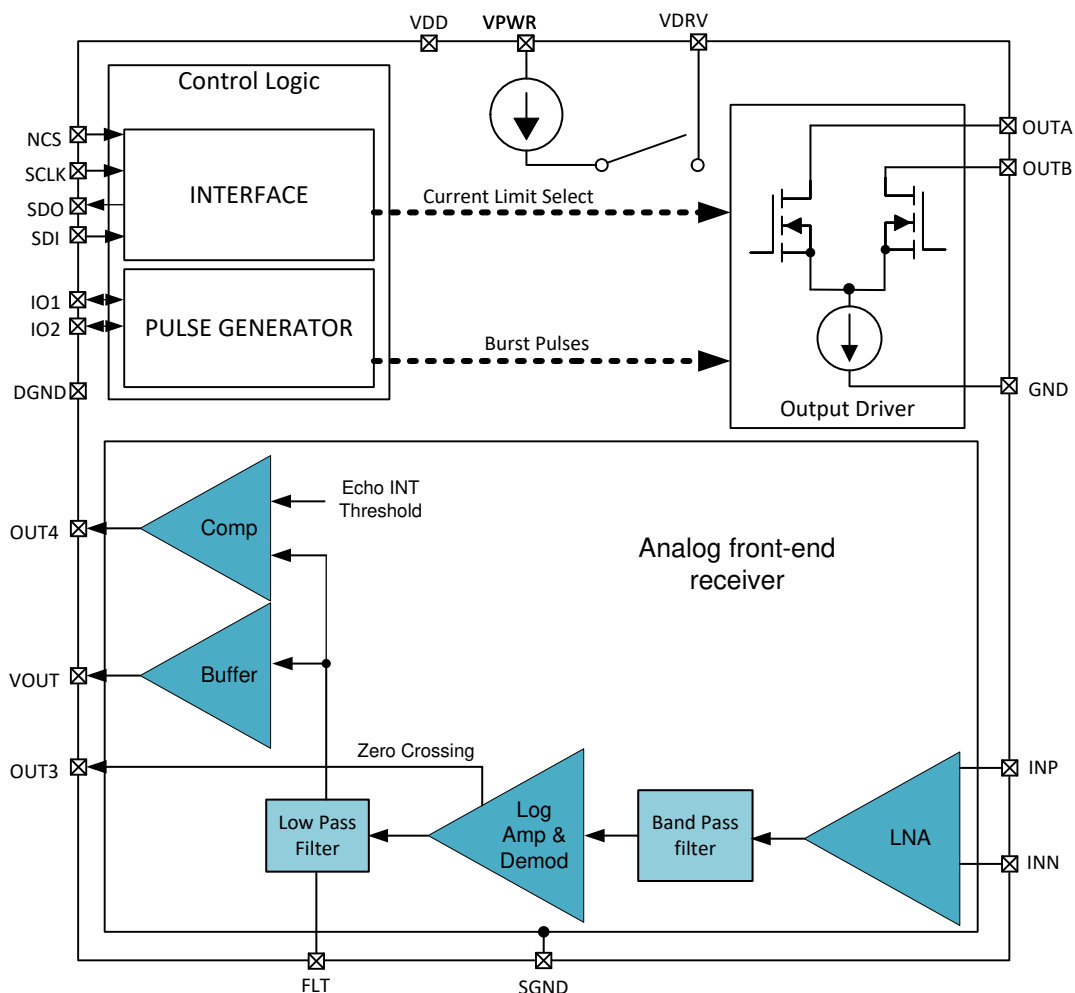 VDD
VPWR
VDRV
Control Logic
NCS
SCLK
SDO
SDI
INTERFACE
IO1
IO2
PULSE GENERATOR
DGND
Current Limit Select
Burst Pulses
OUTA
OUTB
Output Driver
GND
OUT4
Comp
Echo INT
Threshold
Analog front-end
receiver
VOUT
Buffer
OUT3
Zero Crossing
Low Pass
Filter
Log
Amp &
Demod
Band Pass
filter
LNA
INP
INN
FLT
SGND